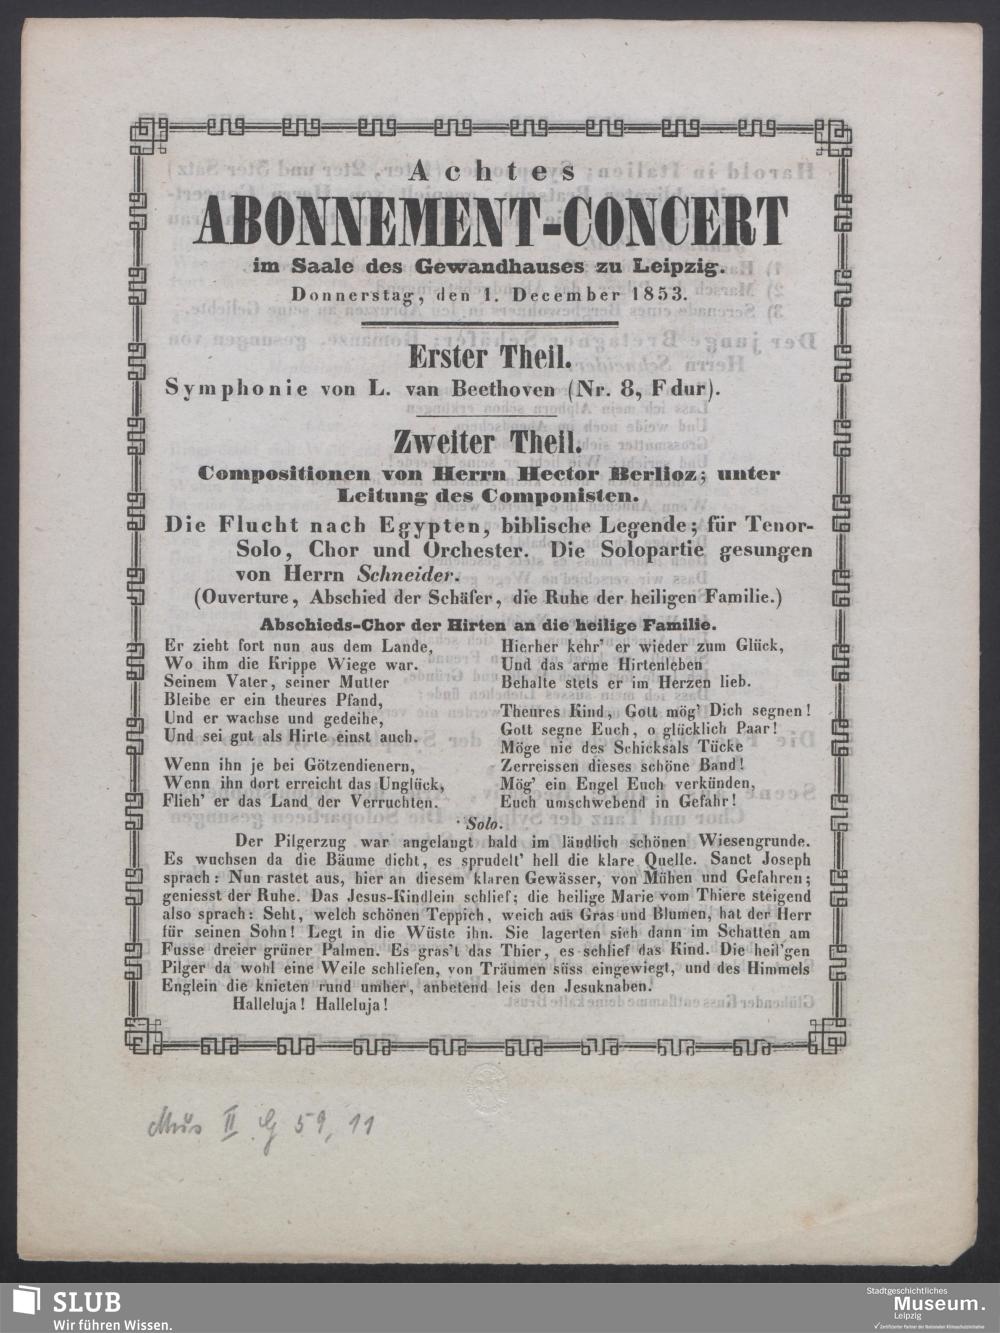 Achtes
ABONNEMENT-CONCERT
im Saale des Gewandhauses zu Leipzig.
Donnerstag, den 1. December 1853.
Erster Theil.
Symphonie von L. van Beethoven (Nr. 8, F dur).
Zweiter Theil.
Compositionen von Herrn Hector Berlioz; unter
Leitung des Componisten.
Die Flucht nach Egypten, biblische Legende; für Tenor-
Solo, Chor und Orchester. Die Solopartie gesungen
von Herrn Schneider.
(Ouverture, Abschied der Schäfer, die Ruhe der heiligen Familie.)
Abschieds-Chor der Hirten an die heilige Familie.
Er zieht fort nun aus dem Lande,
Wo ihm die Krippe Wiege war.
Seinem Vater, seiner Mutter
Bleibe er ein theures Pfand,
Und er wachse und gedeihe,
Und sei gut als Hirte einst auch.
Wenn ihn je bei Götzendienern,
Wenn ihn dort erreicht das Unglück,
Flieh' er das Land der Verruchten.
Hierher kehr' er wieder zum Glück,
Und das arme Hirtenleben
Behalte stets er im Herzen lieb.
Theures Kind, Gott mög' Dich segnen!
Gott segne Euch, o glücklich Paar!
Möge nie des Schicksals Tücke
Zerreissen dieses schöne Band!
Mög' ein Engel Euch verkünden,
Euch umschwebend in Gefahr!
Solo.
Der Pilgerzug war angelangt bald im ländlich schönen Wiesengrunde.
Es wuchsen da die Bäume dicht, es sprudelt' hell die klare Quelle. Sanct Joseph
sprach: Nun rastet aus, hier an diesem klaren Gewässer, von Mühen und Gefahren;
geniesst der Ruhe. Das Jesus-Kindlein schlief; die heilige Marie vom Thiere steigend
also sprach: Seht, welch schönen Teppich, weich aus Gras und Blumen, hat der Herr
für seinen Sohn! Legt in die Wüste ihn. Sie lagerten sich dann im Schatten am
Fusse dreier grüner Palmen. Es gras't das Thier, es schlief das Kind. Die heil'gen
Pilger da wohl eine Weile schliefen, von Träumen süss eingewiegt, und des Himmels
Englein die knieten rund umher, anbetend leis den Jesuknaben.
Halleluja! Halleluja!
Mus II G 59, 11
SLUB
Wir führen Wissen.
Stadtgeschichtliches
Museum.
Leipzig
✓ Zertifizierter Partner der Nationalen Klimaschutzinitiative